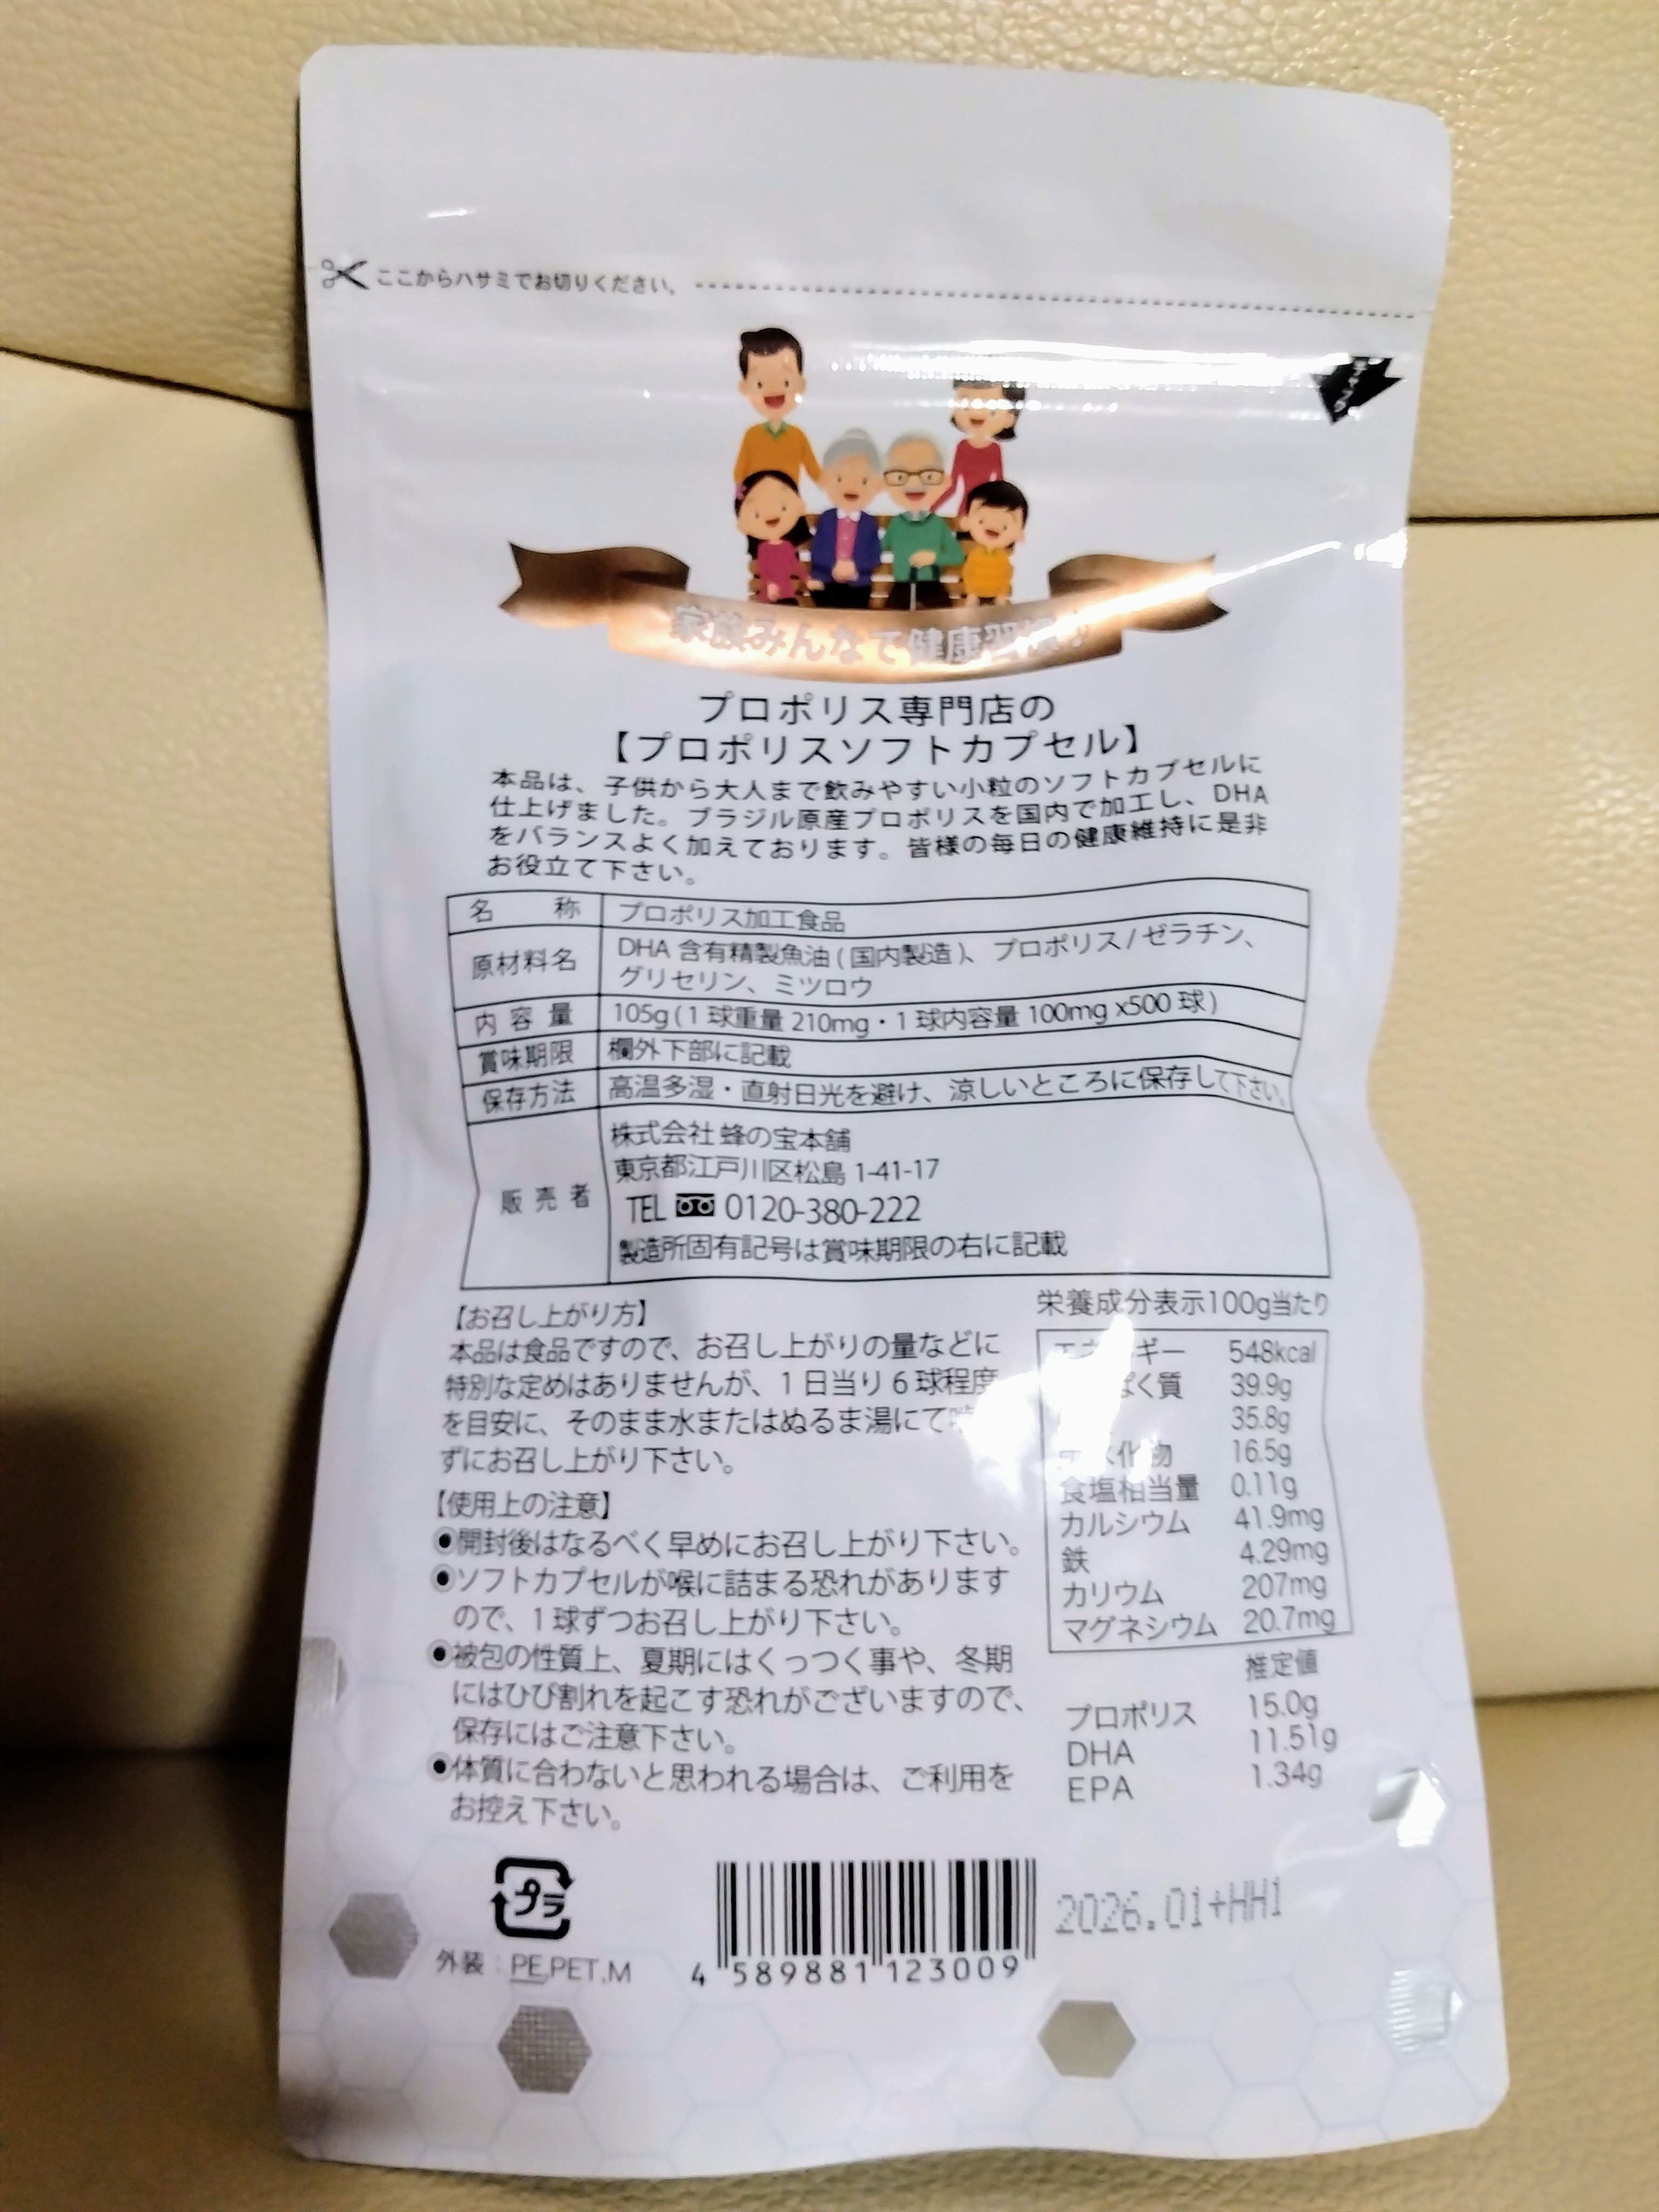 ここからハサミでお切りください。
家族みんなで健康習慣♪
プロポリス専門店の
【プロポリスソフトカプセル】
本品は、子供から大人まで飲みやすい小粒のソフトカプセルに
仕上げました。ブラジル原産プロポリスを国内で加工し、DHA
をバランスよく加えております。皆様の毎日の健康維持に是非
お役立て下さい。
名 称 プロポリス加工食品
原材料名 DHA 含有精製魚油(国内製造)、プロポリス/ゼラチン、
グリセリン、ミツロウ
内容量 105g(1球重量 210mg・1球内容量 100mg x500 球)
賞味期限 欄外下部に記載
保存方法 高温多湿・直射日光を避け、涼しいところに保存して下さい。
販売者 株式会社 蜂の宝本舗
東京都江戸川区松島 1-41-17
TEL 0120-380-222
製造所固有記号は賞味期限の右に記載
【お召し上がり方】
本品は食品ですので、お召し上がりの量などに
特別な定めはありませんが、1日当り6球程度
を目安に、そのまま水またはぬるま湯にて
ずにお召し上がり下さい。
【使用上の注意】
◉開封後はなるべく早めにお召し上がり下さい。
◉ソフトカプセルが喉に詰まる恐れがあります
ので、1球ずつお召し上がり下さい。
◉被包の性質上、夏期にはくっつく事や、冬期
にはひび割れを起こす恐れがございますので、
保存にはご注意下さい。
◉体質に合わないと思われる場合は、ご利用を
お控え下さい。
栄養成分表示100g当たり
エネルギー 548kcal
39.9g
35.8g
16.5g
食塩相当量 0.11g
カルシウム 41.9mg
鉄 4.29mg
カリウム 207mg
マグネシウム 20.7mg
推定値
プロポリス 15.0g
DHA 11.51g
EPA 1.34g
プラ
外装:PE,PET,M
4 589881 123009
2026.01+HH1